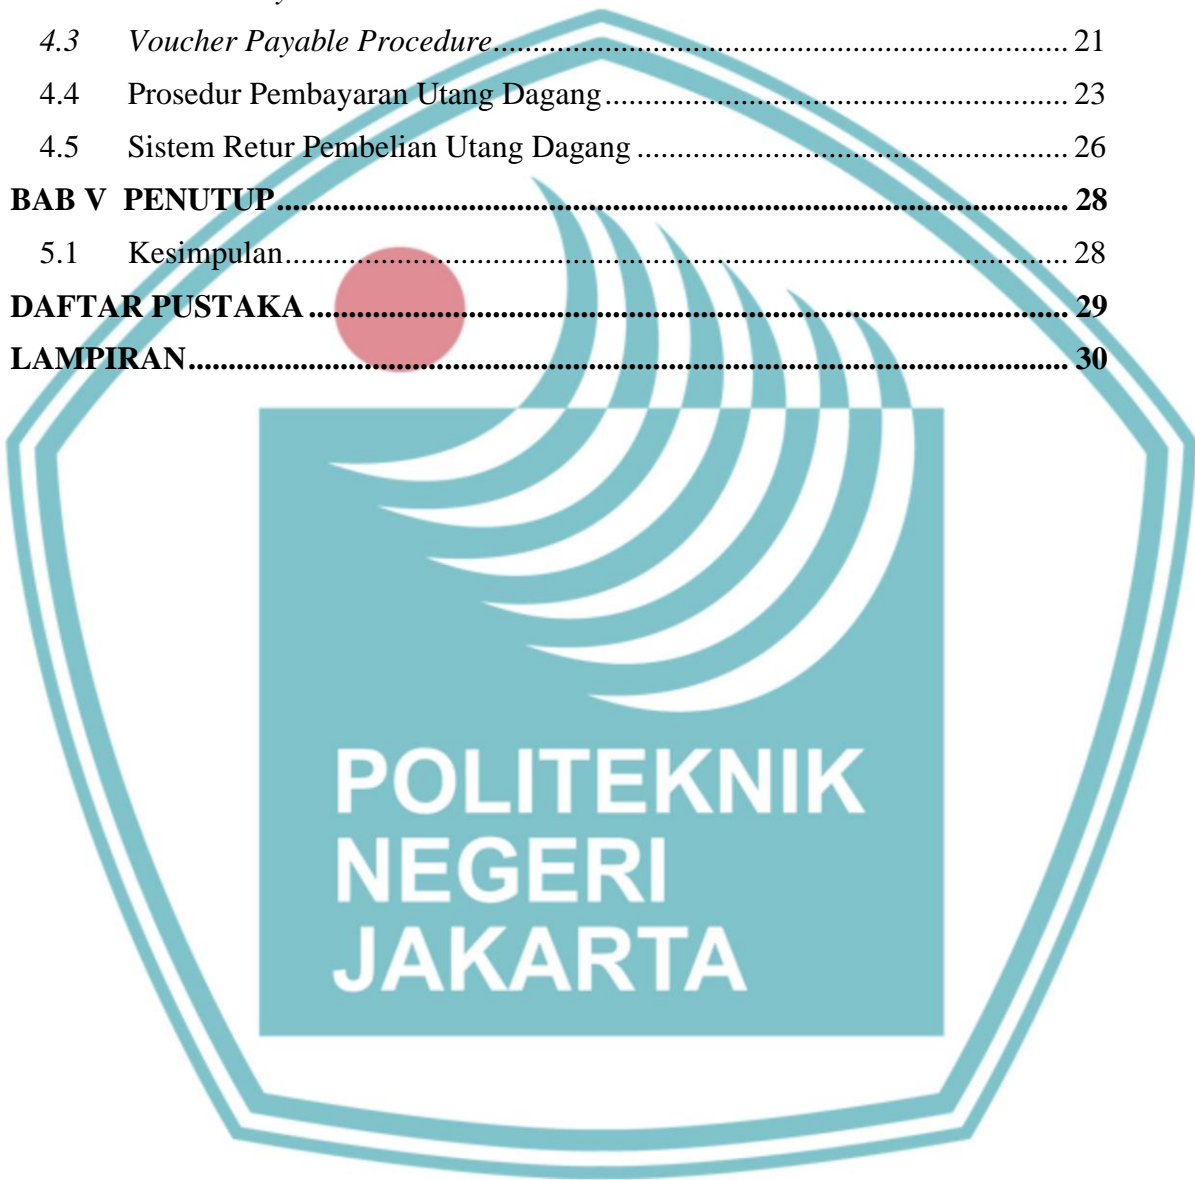 4.3 Voucher Payable Procedure........................................................................ 21
4.4 Prosedur Pembayaran Utang Dagang.......................................................... 23
4.5 Sistem Retur Pembelian Utang Dagang ...................................................... 26
BAB V PENUTUP.................................................................................................. 28
5.1 Kesimpulan.................................................................................................. 28
DAFTAR PUSTAKA .............................................................................................. 29
LAMPIRAN............................................................................................................. 30
POLITEKNIK
NEGERI
JAKARTA